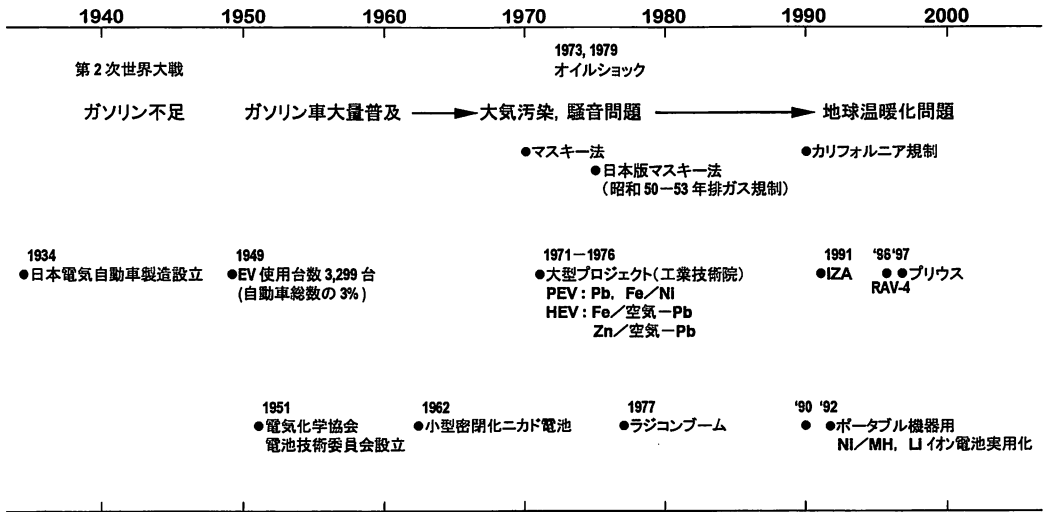 1940 1950 1960 1970 1980 1990 2000
1973, 1979
第2次世界大戦 オイルショック
ガソリン不足 ガソリン車大量普及 大気汚染, 騒音問題 地球温暖化問題
●マスキー法 ●カリフォルニア規制
●日本版マスキー法
(昭和50-53年排ガス規制)
1934 1949 1971-1976 1991 '96 '97
●日本電気自動車製造設立 ●EV使用台数3,299台 ●大型プロジェクト(工業技術院) ●IZA ● ●プリウス
(自動車総数の3%) PEV:Pb, Fe/Ni RAV-4
HEV:Fe/空気-Pb
Zn/空気-Pb
1951 1962 1977 '90 '92
●電気化学協会 ●小型密閉化ニカド電池 ●ラジコンブーム ● ●ポータブル機器用
電池技術委員会設立 Ni/MH, Liイオン電池実用化